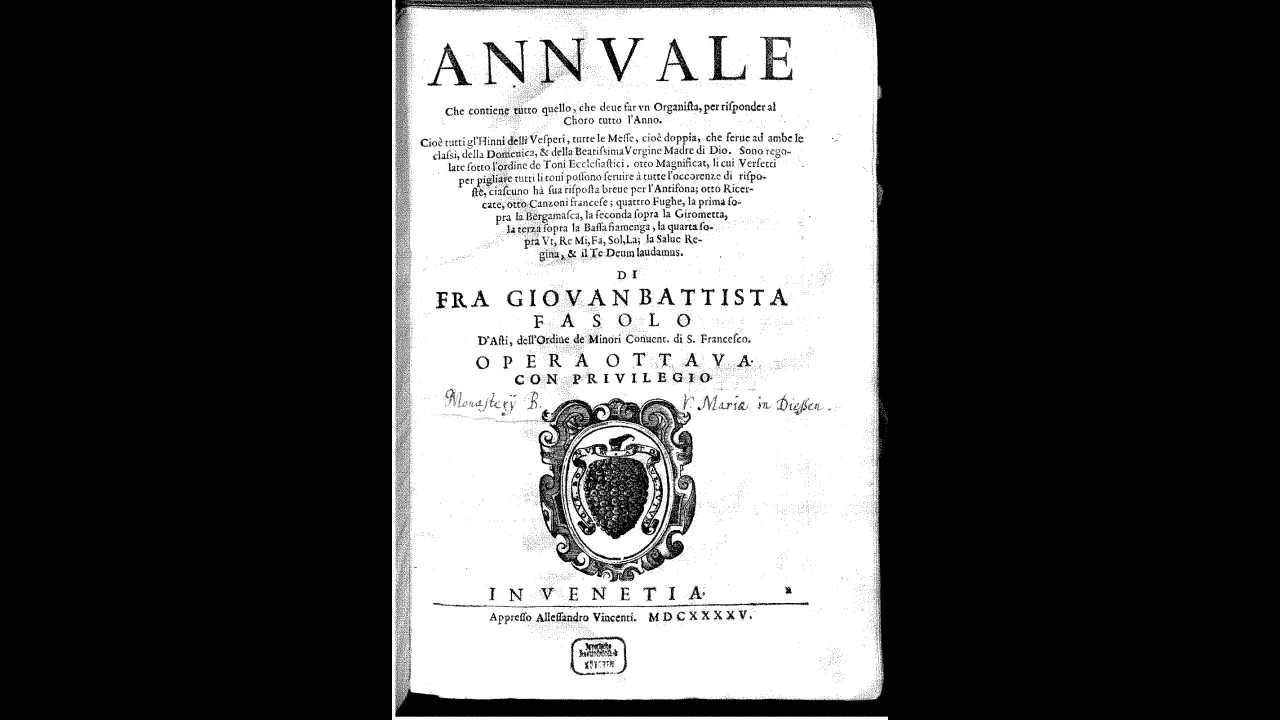 ANNVALE
Che contiene tutto quello, che deue far vn Organiſta, per riſponder al
Choro tutto l'Anno.
Cioè tutti gl'Hinni delli Veſperi, tutte le Meſſe, cioè doppia, che ſerue ad ambe le
claſsi, della Domenica, & della Beatiſsima Vergine Madre di Dio. Sono rego-
late ſotto l'ordine de Toni Eccleſiaſtici. otto Magnificat, li cui Verſetti
per pigliare tutti li toni poſſono ſeruire à tutte l'occorenze di riſpo-
ſte, ciaſcuno hà ſua riſpoſta breue per l'Antifona; otto Ricer-
cate, otto Canzoni franceſe; quattro Fughe, la prima ſo-
pra la Bergamaſca, la ſeconda ſopra la Girometta,
la terza ſopra la Baſſa fiamenga, la quarta ſo-
pra Vt, Re Mi, Fa, Sol, La; la Salue Re-
gina, & il Te Deum laudamus.
DI
FRA GIOVAN BATTISTA
FASOLO
D'Aſti, dell'Ordine de Minori Conuent. di S. Franceſco.
OPERA OTTAVA.
CON PRIVILEGIO.
Monaſterÿ B. V. Maria in Dieſſen.
IN VENETIA.
Appreſſo Aleſſandro Vincenti. MDCXXXXV.